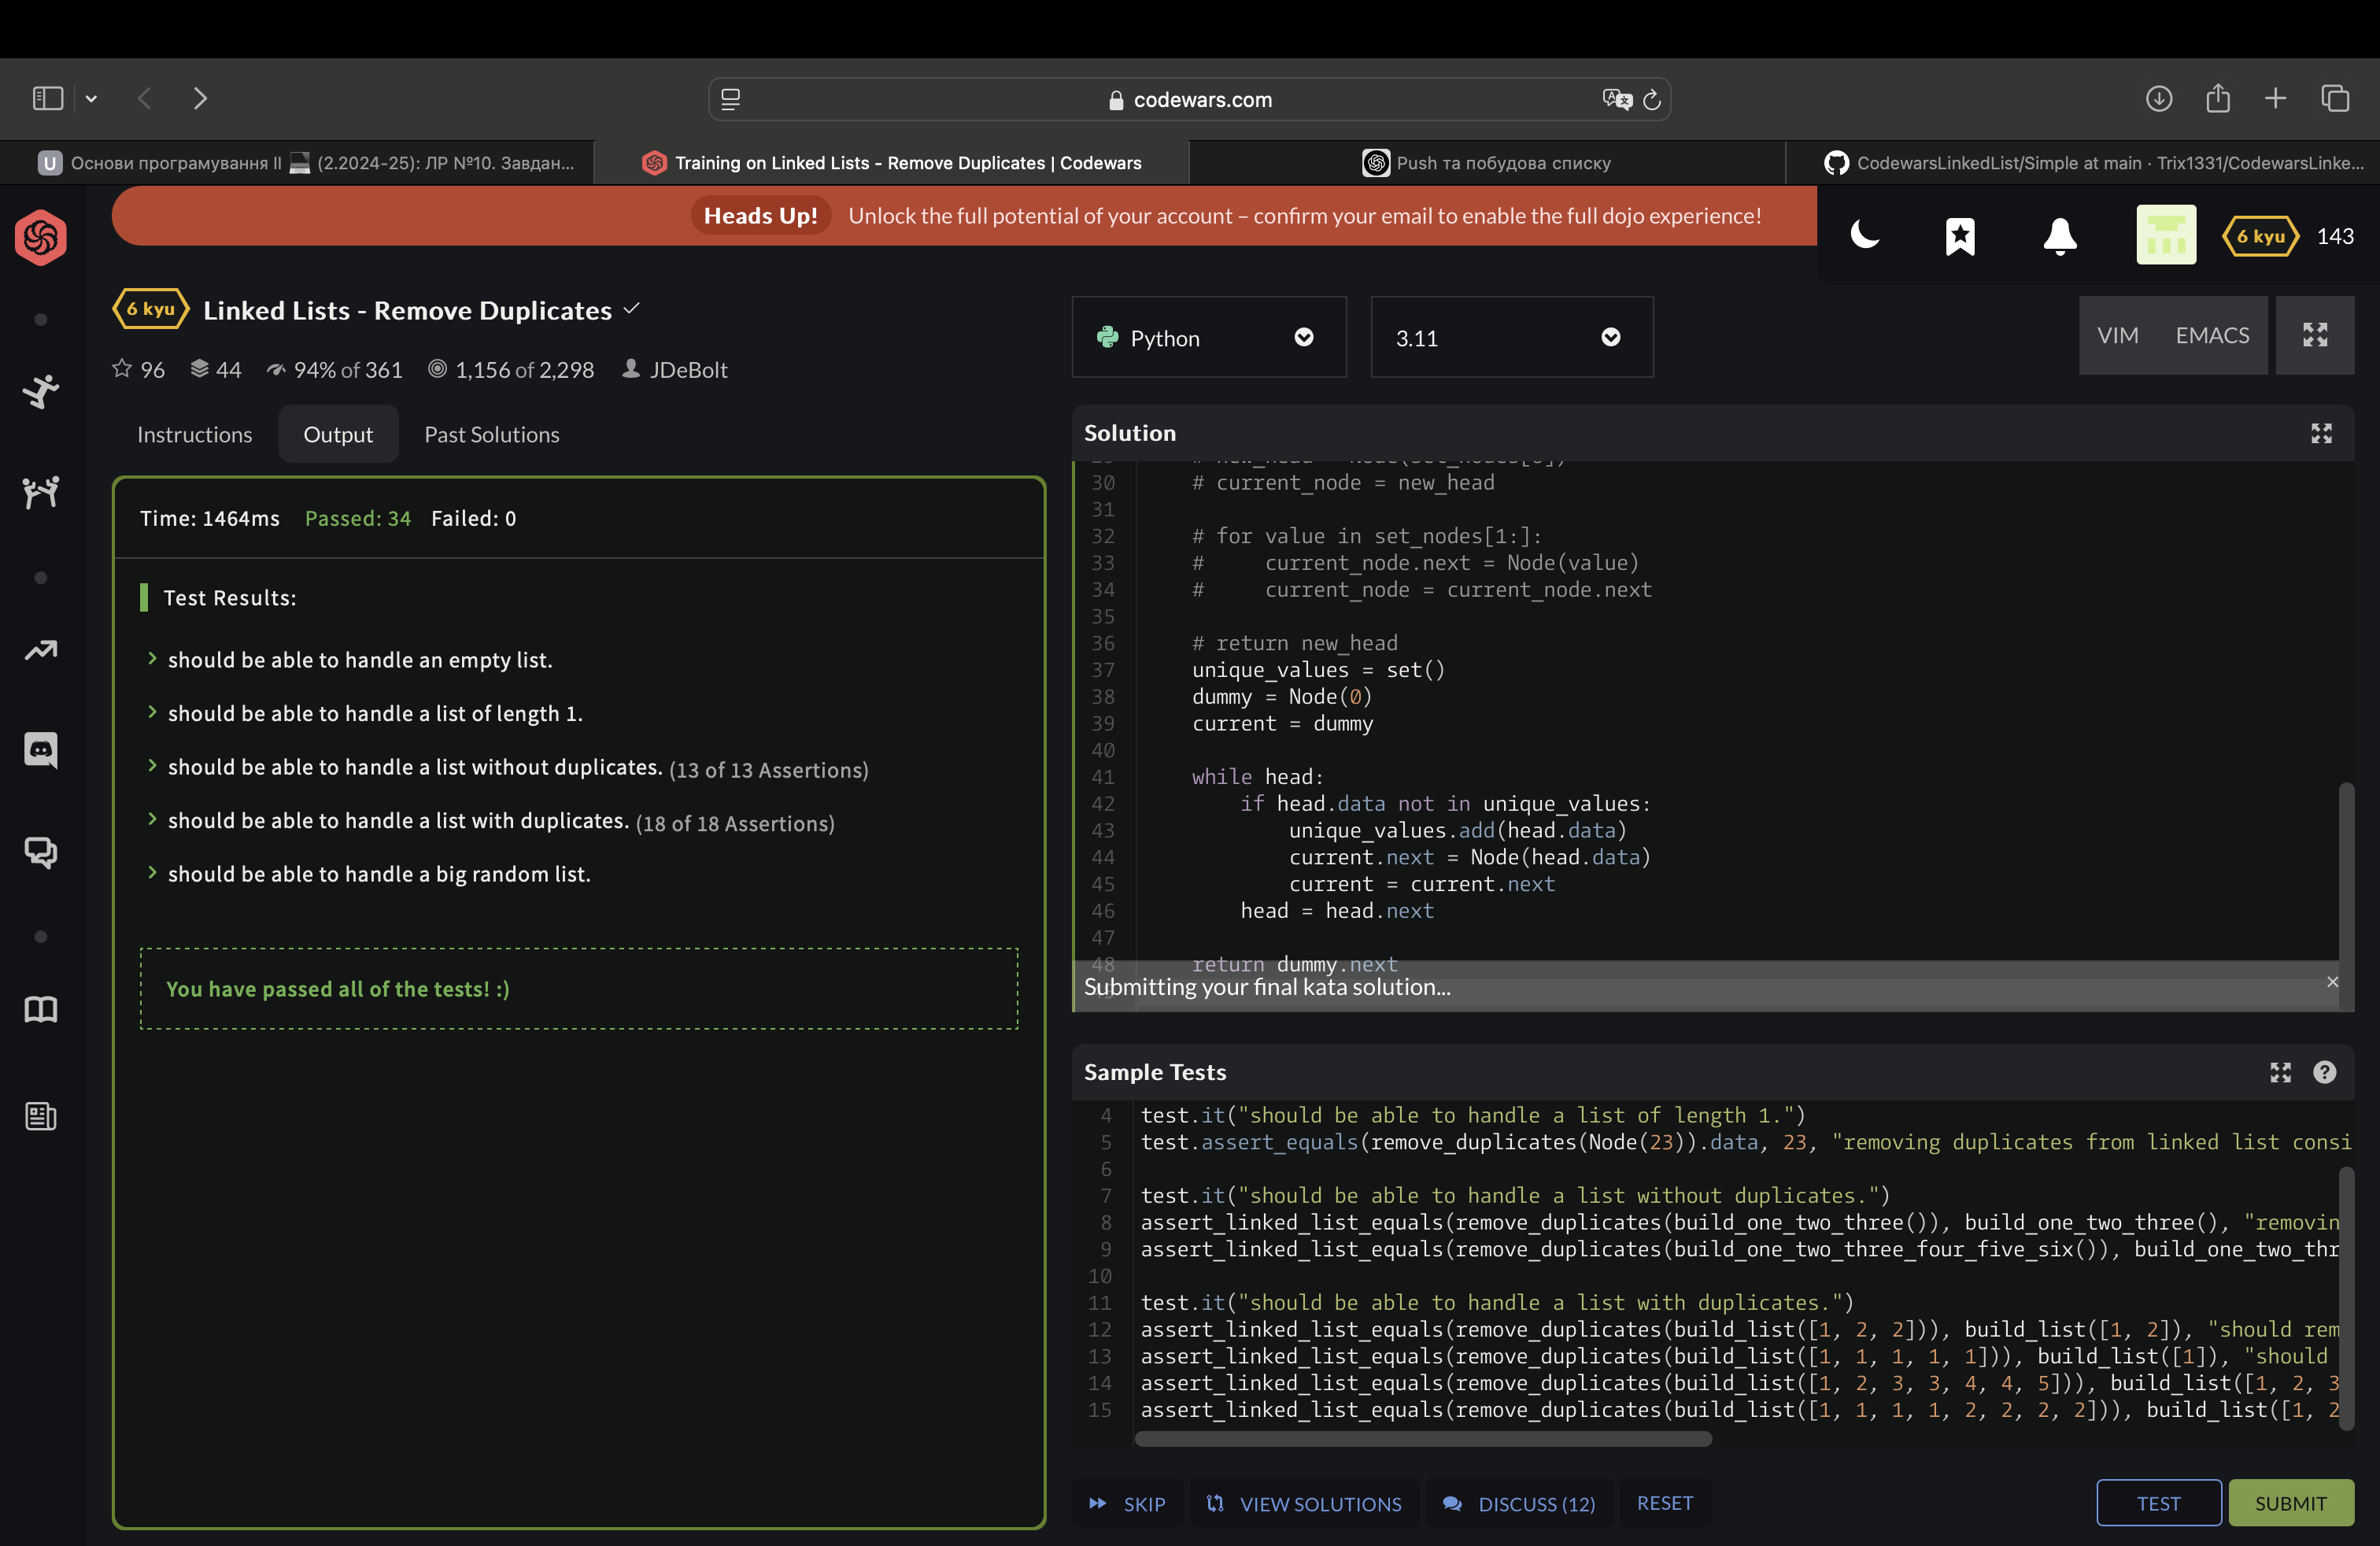 codewars.com
U Основи програмування II 💻 (2.2024-25): ЛР №10. Завдан...
Training on Linked Lists - Remove Duplicates | Codewars
Push та побудова списку
CodewarsLinkedList/Simple at main · Trix1331/CodewarsLinke...
Heads Up! Unlock the full potential of your account – confirm your email to enable the full dojo experience!
6 kyu 143
6 kyu Linked Lists - Remove Duplicates
96 44 94% of 361 1,156 of 2,298 JDeBolt
Instructions Output Past Solutions
Time: 1464ms Passed: 34 Failed: 0
Test Results:
should be able to handle an empty list.
should be able to handle a list of length 1.
should be able to handle a list without duplicates. (13 of 13 Assertions)
should be able to handle a list with duplicates. (18 of 18 Assertions)
should be able to handle a big random list.
You have passed all of the tests! :)
Python 3.11 VIM EMACS
Solution
30 # current_node = new_head
31
32 # for value in set_nodes[1:]:
33 #     current_node.next = Node(value)
34 #     current_node = current_node.next
35
36 # return new_head
37 unique_values = set()
38 dummy = Node(0)
39 current = dummy
40
41 while head:
42 if head.data not in unique_values:
43 unique_values.add(head.data)
44 current.next = Node(head.data)
45 current = current.next
46 head = head.next
47
48 return dummy.next
Submitting your final kata solution...
Sample Tests
4 test.it("should be able to handle a list of length 1.")
5 test.assert_equals(remove_duplicates(Node(23)).data, 23, "removing duplicates from linked list consi
6
7 test.it("should be able to handle a list without duplicates.")
8 assert_linked_list_equals(remove_duplicates(build_one_two_three()), build_one_two_three(), "removin
9 assert_linked_list_equals(remove_duplicates(build_one_two_three_four_five_six()), build_one_two_thr
10
11 test.it("should be able to handle a list with duplicates.")
12 assert_linked_list_equals(remove_duplicates(build_list([1, 2, 2])), build_list([1, 2]), "should rem
13 assert_linked_list_equals(remove_duplicates(build_list([1, 1, 1, 1, 1])), build_list([1]), "should
14 assert_linked_list_equals(remove_duplicates(build_list([1, 2, 3, 3, 4, 4, 5])), build_list([1, 2, 3
15 assert_linked_list_equals(remove_duplicates(build_list([1, 1, 1, 1, 2, 2, 2, 2])), build_list([1, 2
SKIP VIEW SOLUTIONS DISCUSS (12) RESET TEST SUBMIT